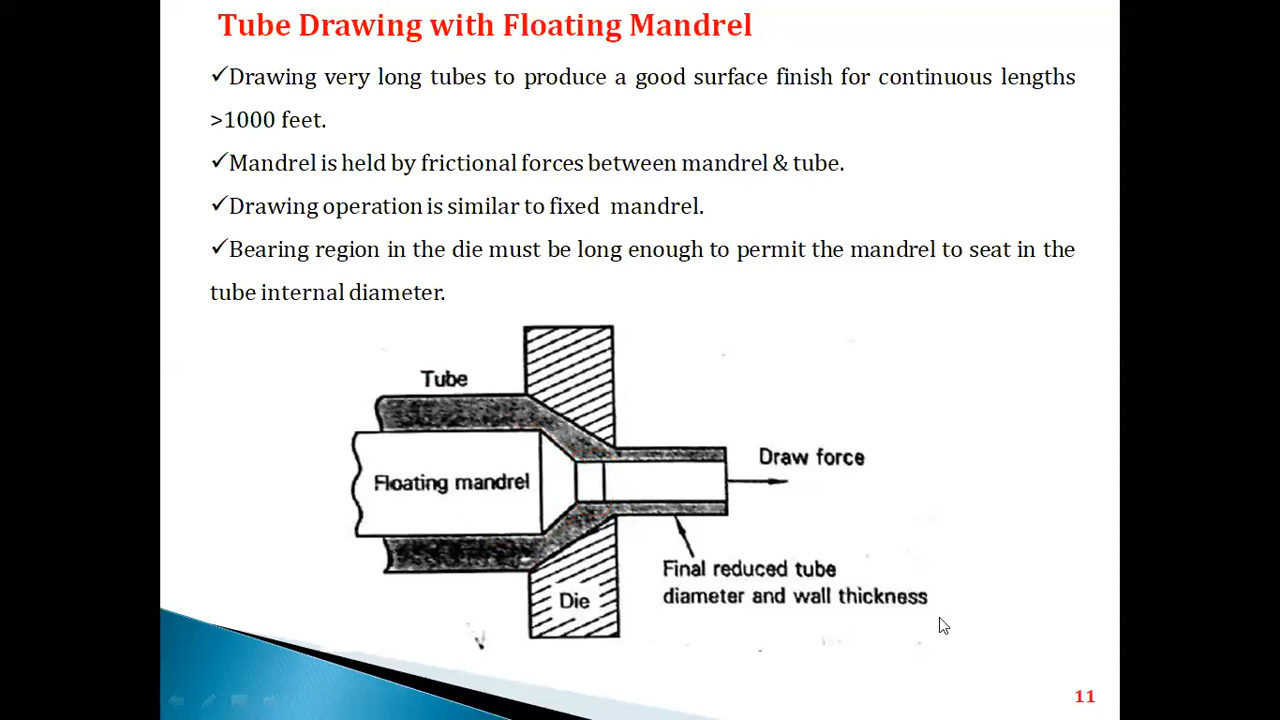 Tube Drawing with Floating Mandrel
✓Drawing very long tubes to produce a good surface finish for continuous lengths
>1000 feet.
✓Mandrel is held by frictional forces between mandrel & tube.
✓Drawing operation is similar to fixed mandrel.
✓Bearing region in the die must be long enough to permit the mandrel to seat in the
tube internal diameter.
Tube
Draw force
Floating mandrel
Final reduced tube
diameter and wall thickness
Die
11